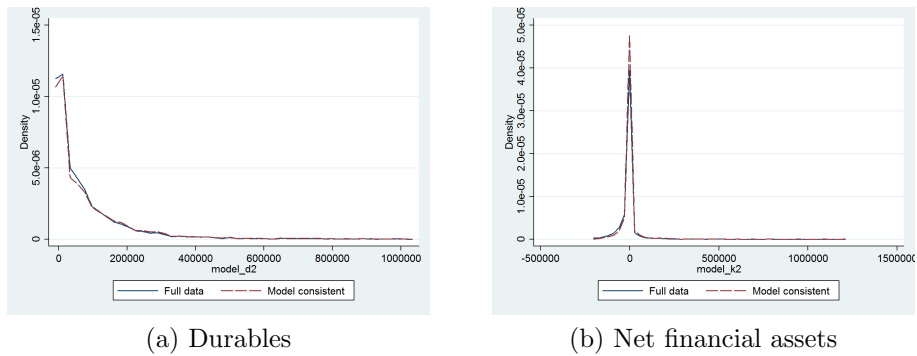 1.5e-05
1.0e-05
Density
5.0e-06
0
0 200000 400000 600000 800000 1000000
model_d2
Full data Model consistent
(a) Durables
5.0e-05
4.0e-05
Density
3.0e-05
2.0e-05
1.0e-05
0
-500000 0 500000 1000000 1500000
model_k2
Full data Model consistent
(b) Net financial assets